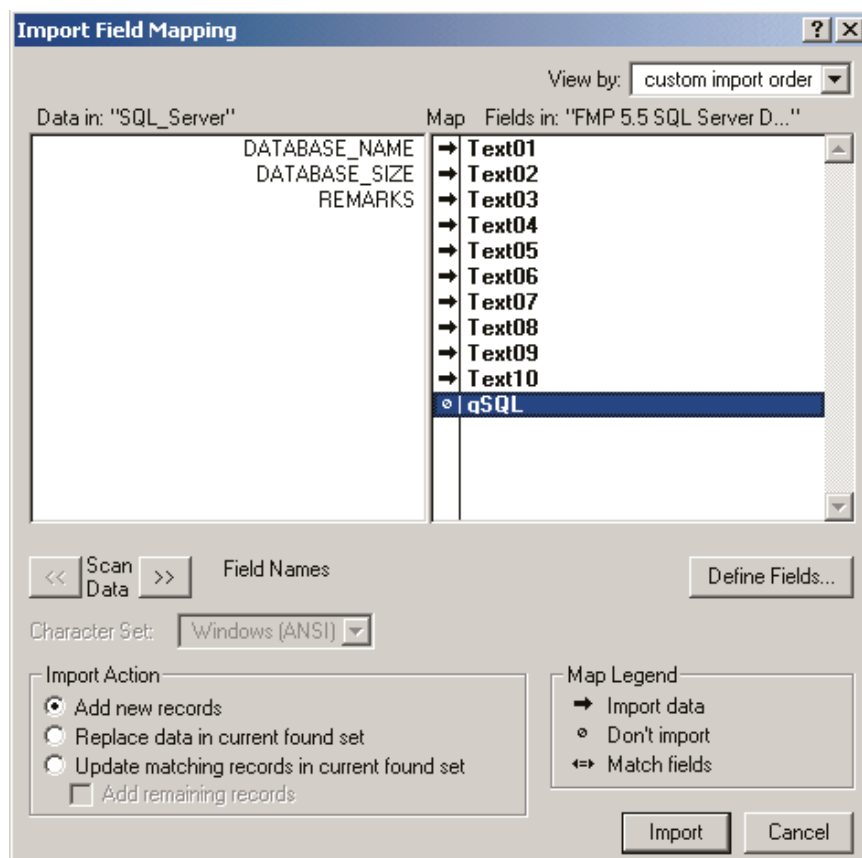 Import Field Mapping
View by: custom import order
Data in: "SQL_Server" Map Fields in: "FMP 5.5 SQL Server D..."
DATABASE_NAME Text01
DATABASE_SIZE Text02
REMARKS Text03
Text04
Text05
Text06
Text07
Text08
Text09
Text10
gSQL
<< Scan Data >> Field Names Define Fields...
Character Set: Windows (ANSI)
Import Action
Add new records
Replace data in current found set
Update matching records in current found set
Add remaining records
Map Legend
Import data
Don't import
Match fields
Import Cancel